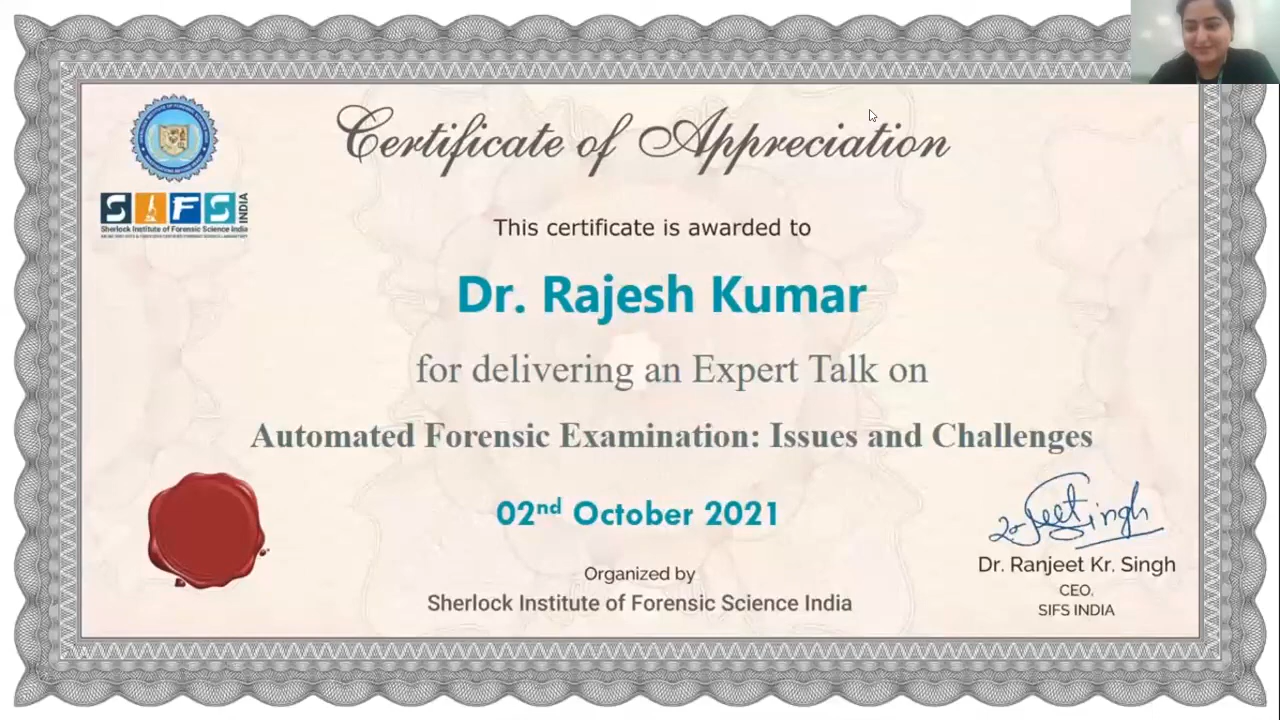 Certificate of Appreciation
SIFS INDIA
Sherlock Institute of Forensic Science India
This certificate is awarded to
Dr. Rajesh Kumar
for delivering an Expert Talk on
Automated Forensic Examination: Issues and Challenges
02nd October 2021
Organized by
Sherlock Institute of Forensic Science India
Dr. Ranjeet Kr. Singh
CEO,
SIFS INDIA